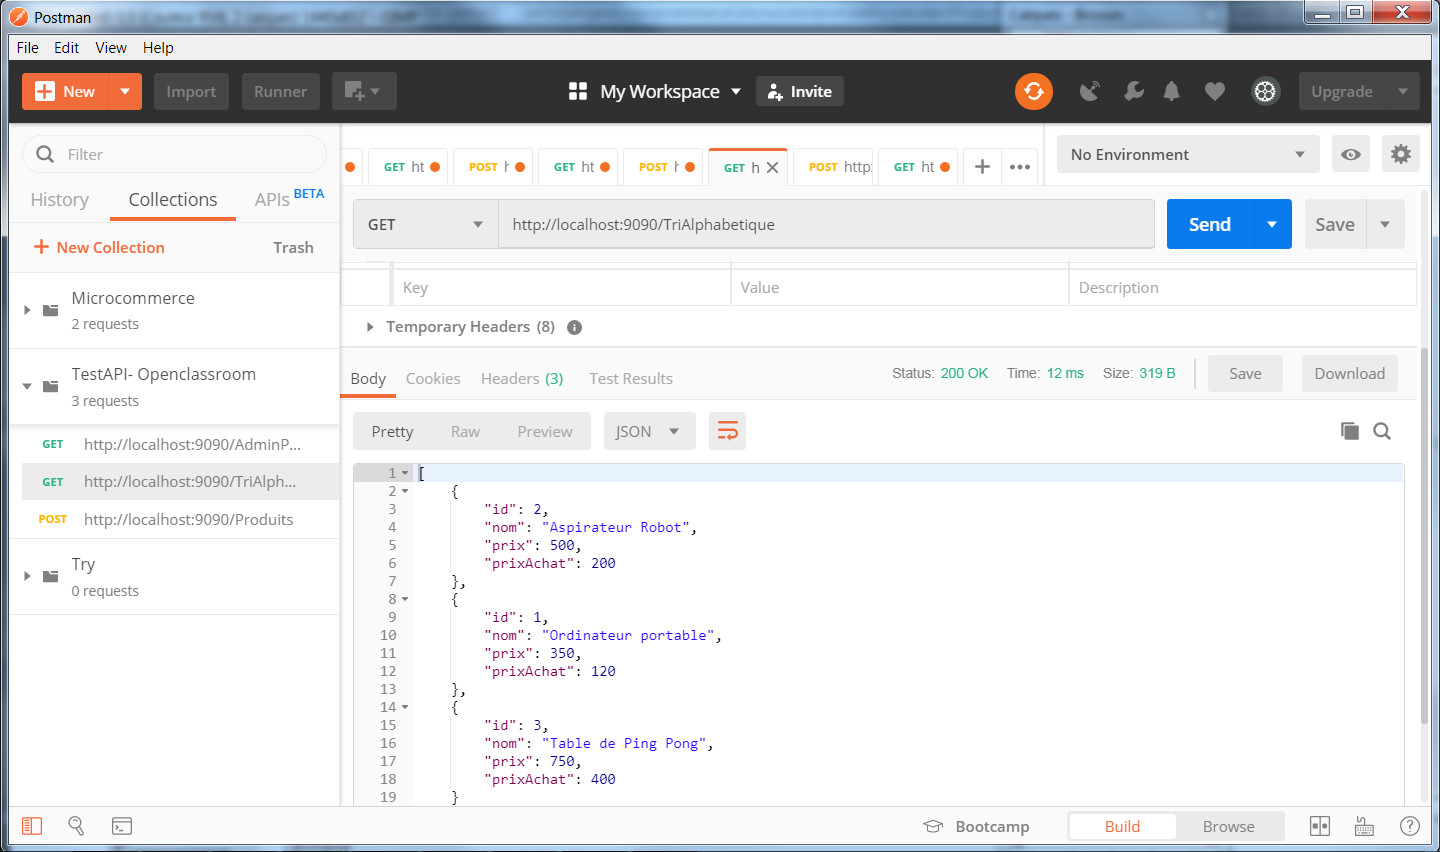 Postman
File Edit View Help
New Import Runner My Workspace Invite Upgrade
Filter
History Collections APIs BETA
New Collection Trash
Microcommerce
2 requests
TestAPI- Openclassroom
3 requests
GET http://localhost:9090/AdminP...
GET http://localhost:9090/TriAlph...
POST http://localhost:9090/Produits
Try
0 requests
GET ht POST h GET ht POST h GET h POST http: GET ht
No Environment
GET http://localhost:9090/TriAlphabetique Send Save
Key Value Description
Temporary Headers (8)
Body Cookies Headers (3) Test Results Status: 200 OK Time: 12 ms Size: 319 B Save Download
Pretty Raw Preview JSON
1 [
2 {
3 "id": 2,
4 "nom": "Aspirateur Robot",
5 "prix": 500,
6 "prixAchat": 200
7 },
8 {
9 "id": 1,
10 "nom": "Ordinateur portable",
11 "prix": 350,
12 "prixAchat": 120
13 },
14 {
15 "id": 3,
16 "nom": "Table de Ping Pong",
17 "prix": 750,
18 "prixAchat": 400
19 }
Bootcamp Build Browse